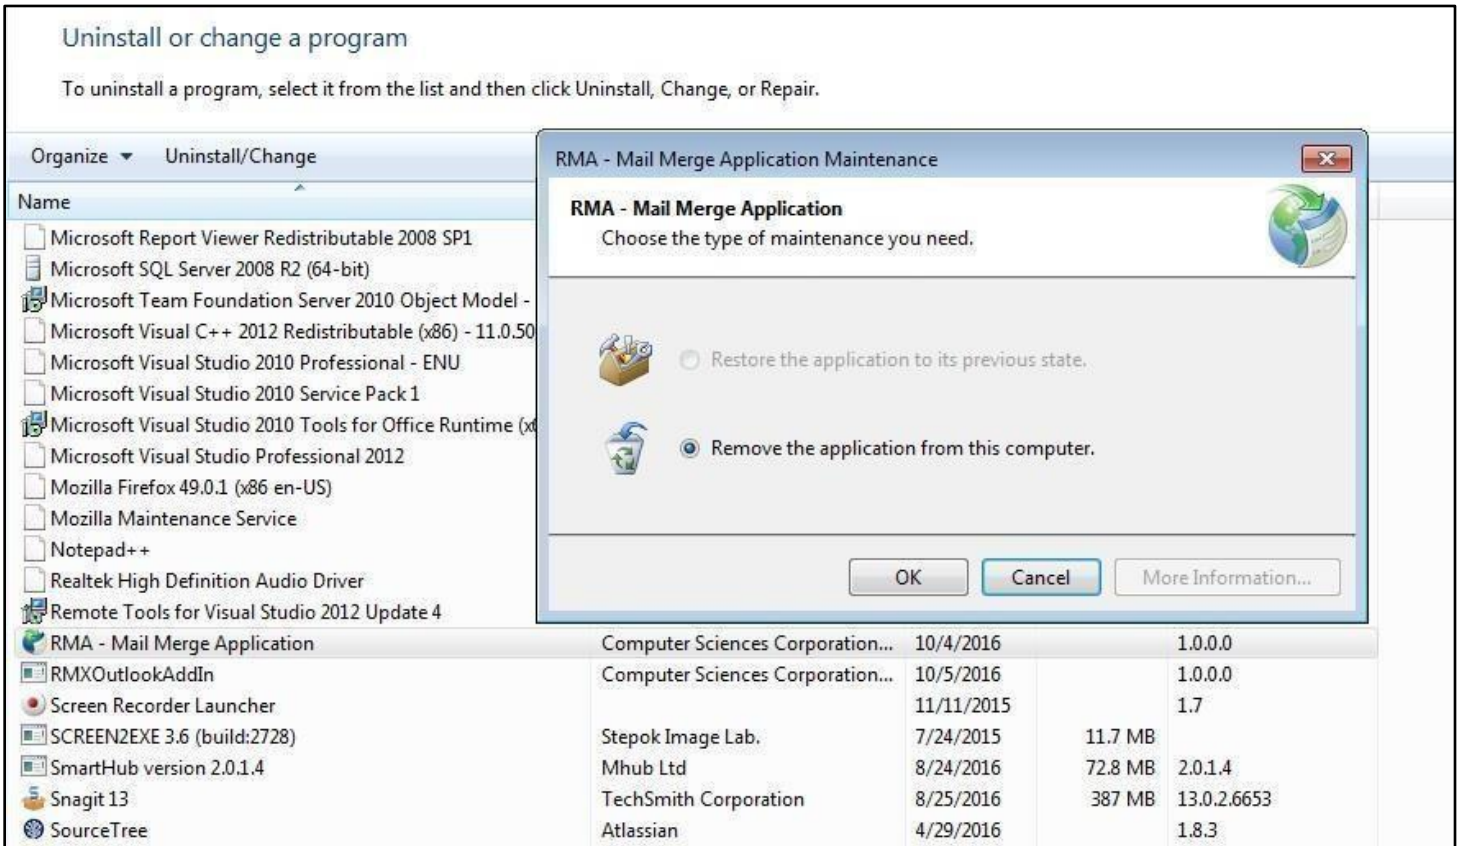 Uninstall or change a program
To uninstall a program, select it from the list and then click Uninstall, Change, or Repair.
Organize Uninstall/Change
Name
Microsoft Report Viewer Redistributable 2008 SP1
Microsoft SQL Server 2008 R2 (64-bit)
Microsoft Team Foundation Server 2010 Object Model -
Microsoft Visual C++ 2012 Redistributable (x86) - 11.0.50
Microsoft Visual Studio 2010 Professional - ENU
Microsoft Visual Studio 2010 Service Pack 1
Microsoft Visual Studio 2010 Tools for Office Runtime
Microsoft Visual Studio Professional 2012
Mozilla Firefox 49.0.1 (x86 en-US)
Mozilla Maintenance Service
Notepad++
Realtek High Definition Audio Driver
Remote Tools for Visual Studio 2012 Update 4
RMA - Mail Merge Application Computer Sciences Corporation... 10/4/2016 1.0.0.0
RMXOutlookAddIn Computer Sciences Corporation... 10/5/2016 1.0.0.0
Screen Recorder Launcher 11/11/2015 1.7
SCREEN2EXE 3.6 (build:2728) Stepok Image Lab. 7/24/2015 11.7 MB
SmartHub version 2.0.1.4 Mhub Ltd 8/24/2016 72.8 MB 2.0.1.4
Snagit 13 TechSmith Corporation 8/25/2016 387 MB 13.0.2.6653
SourceTree Atlassian 4/29/2016 1.8.3
RMA - Mail Merge Application Maintenance
RMA - Mail Merge Application
Choose the type of maintenance you need.
Restore the application to its previous state.
Remove the application from this computer.
OK Cancel More Information...